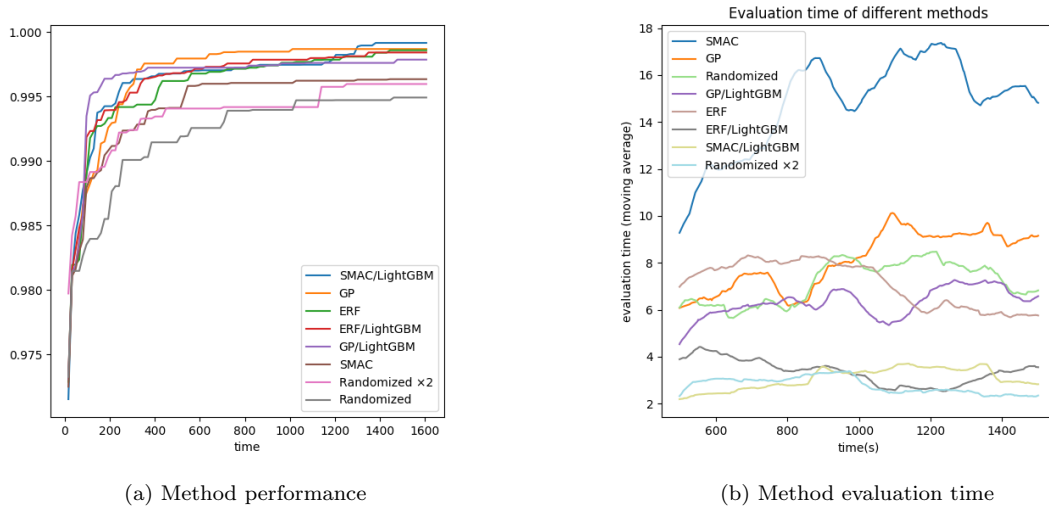 1.000
0.995
0.990
0.985
0.980
0.975
0 200 400 600 800 1000 1200 1400 1600
time
SMAC/LightGBM
GP
ERF
ERF/LightGBM
GP/LightGBM
SMAC
Randomized ×2
Randomized
(a) Method performance
Evaluation time of different methods
18
16
14
12
10
8
6
4
2
evaluation time (moving average)
600 800 1000 1200 1400
time(s)
SMAC
GP
Randomized
GP/LightGBM
ERF
ERF/LightGBM
SMAC/LightGBM
Randomized ×2
(b) Method evaluation time